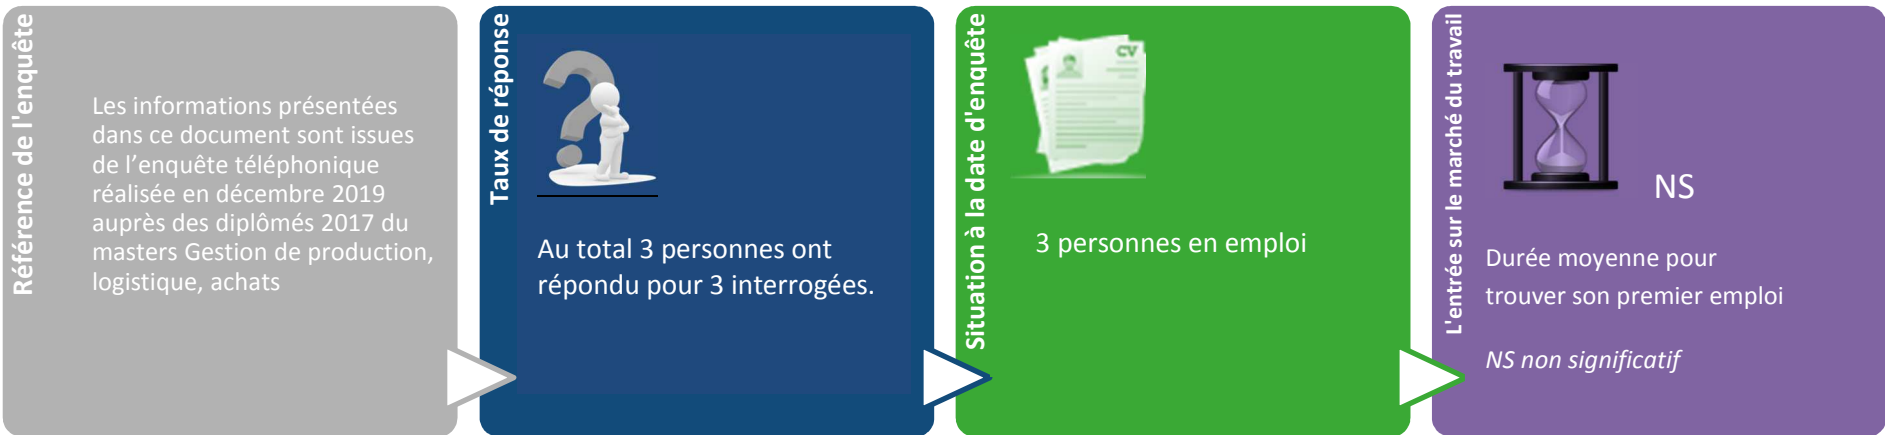 Référence de l'enquête
Les informations présentées
dans ce document sont issues
de l’enquête téléphonique
réalisée en décembre 2019
auprès des diplômés 2017 du
masters Gestion de production,
logistique, achats
Taux de réponse
Au total 3 personnes ont
répondu pour 3 interrogées.
Situation à la date d'enquête
CV
3 personnes en emploi
L'entrée sur le marché du travail
NS
Durée moyenne pour
trouver son premier emploi
NS non significatif